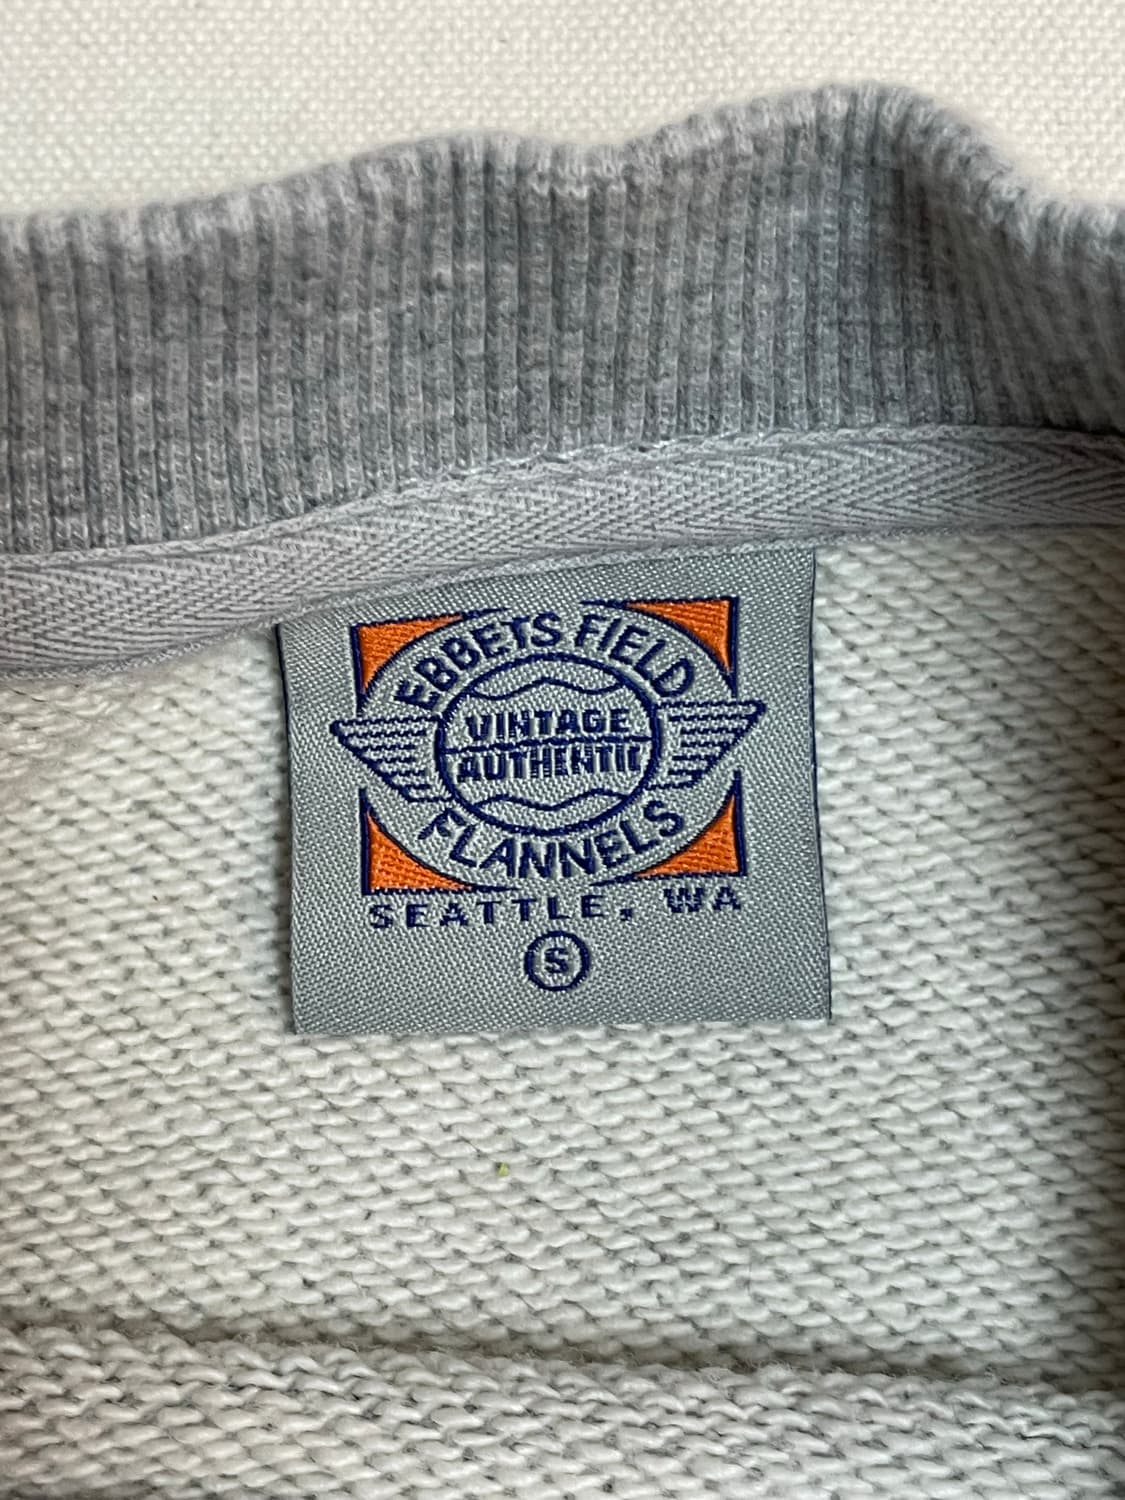 EBBETS FIELD
VINTAGE
AUTHENTIC
FLANNELS
SEATTLE, WA
S